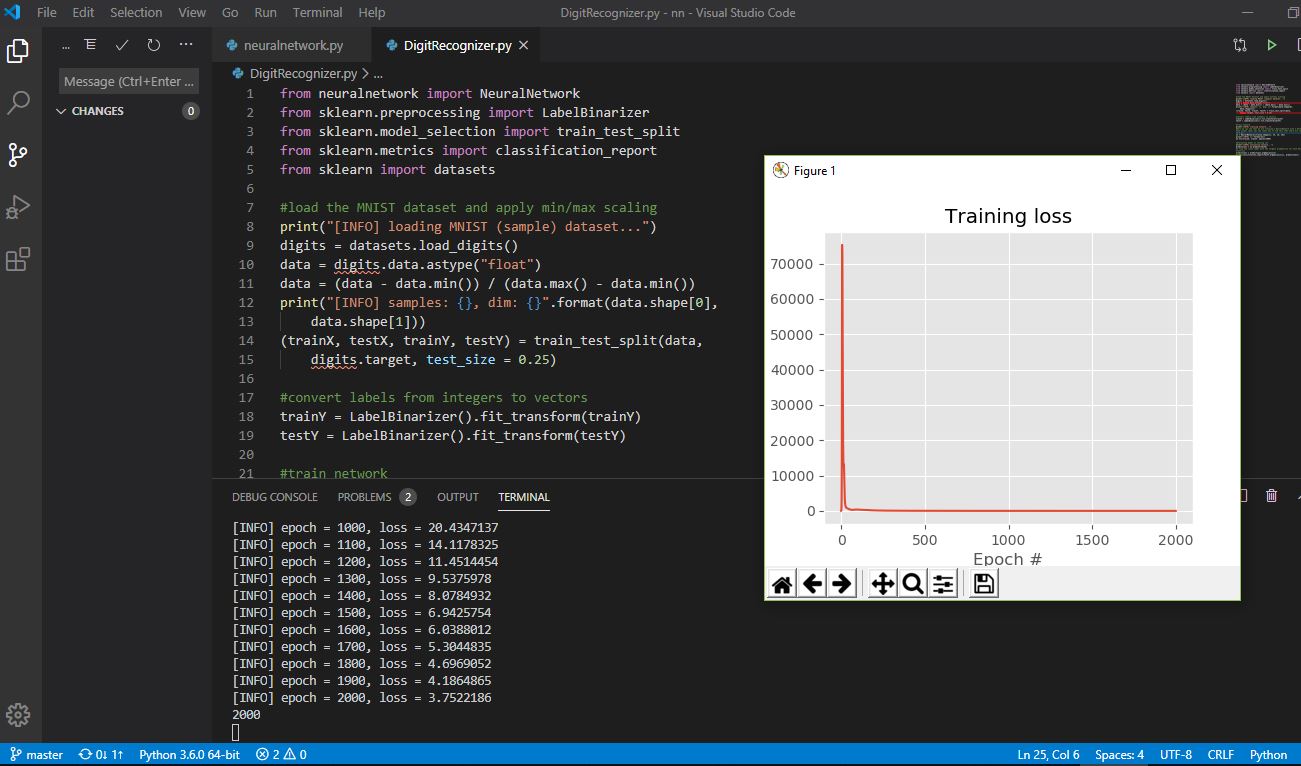 File Edit Selection View Go Run Terminal Help
DigitRecognizer.py - nn - Visual Studio Code
neuralnetwork.py
DigitRecognizer.py
Message (Ctrl+Enter ...
CHANGES 0
DigitRecognizer.py > ...
1 from neuralnetwork import NeuralNetwork
2 from sklearn.preprocessing import LabelBinarizer
3 from sklearn.model_selection import train_test_split
4 from sklearn.metrics import classification_report
5 from sklearn import datasets
6
7 #load the MNIST dataset and apply min/max scaling
8 print("[INFO] loading MNIST (sample) dataset...")
9 digits = datasets.load_digits()
10 data = digits.data.astype("float")
11 data = (data - data.min()) / (data.max() - data.min())
12 print("[INFO] samples: {}, dim: {}".format(data.shape[0],
13 data.shape[1]))
14 (trainX, testX, trainY, testY) = train_test_split(data,
15 digits.target, test_size = 0.25)
16
17 #convert labels from integers to vectors
18 trainY = LabelBinarizer().fit_transform(trainY)
19 testY = LabelBinarizer().fit_transform(testY)
20
21 #train network
DEBUG CONSOLE PROBLEMS 2 OUTPUT TERMINAL
[INFO] epoch = 1000, loss = 20.4347137
[INFO] epoch = 1100, loss = 14.1178325
[INFO] epoch = 1200, loss = 11.4514454
[INFO] epoch = 1300, loss = 9.5375978
[INFO] epoch = 1400, loss = 8.0784932
[INFO] epoch = 1500, loss = 6.9425754
[INFO] epoch = 1600, loss = 6.0388012
[INFO] epoch = 1700, loss = 5.3044835
[INFO] epoch = 1800, loss = 4.6969052
[INFO] epoch = 1900, loss = 4.1864865
[INFO] epoch = 2000, loss = 3.7522186
2000
Figure 1
Training loss
70000
60000
50000
40000
30000
20000
10000
0
0 500 1000 1500 2000
Epoch #
master 0↓ 1↑ Python 3.6.0 64-bit 2 0
Ln 25, Col 6 Spaces: 4 UTF-8 CRLF Python